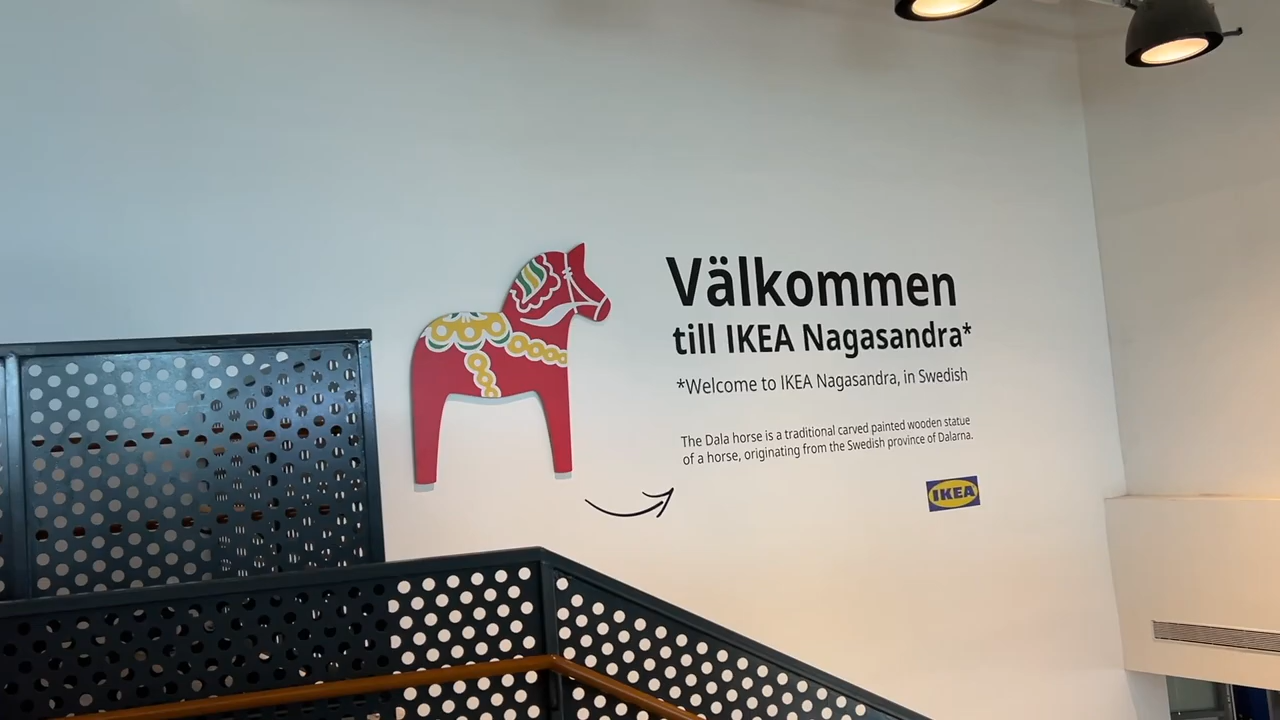 Välkommen
till IKEA Nagasandra*
*Welcome to IKEA Nagasandra, in Swedish
The Dala horse is a traditional carved painted wooden statue
of a horse, originating from the Swedish province of Dalarna.
IKEA